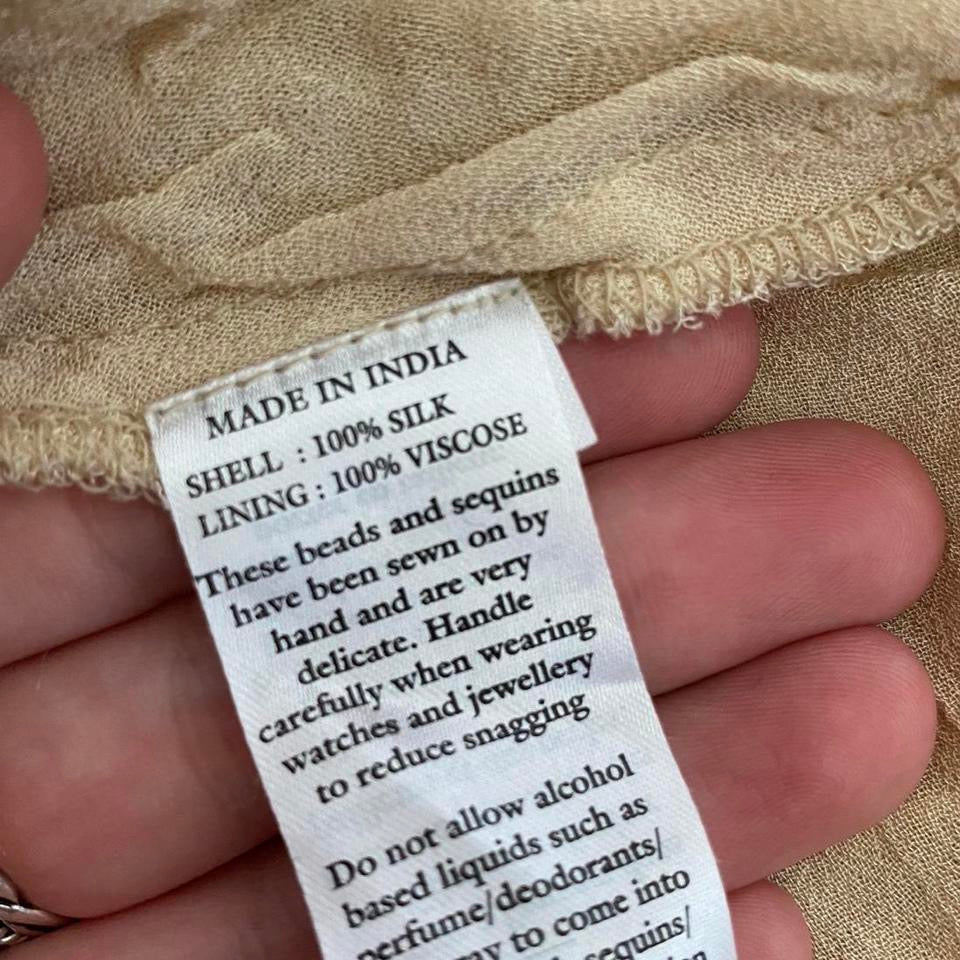 MADE IN INDIA
SHELL : 100% SILK
LINING : 100% VISCOSE
These beads and sequins
have been sewn on by
hand and are very
delicate. Handle
carefully when wearing
watches and jewellery
to reduce snagging
Do not allow alcohol
based liquids such as
perfume/deodorants/
to come into
sequins/